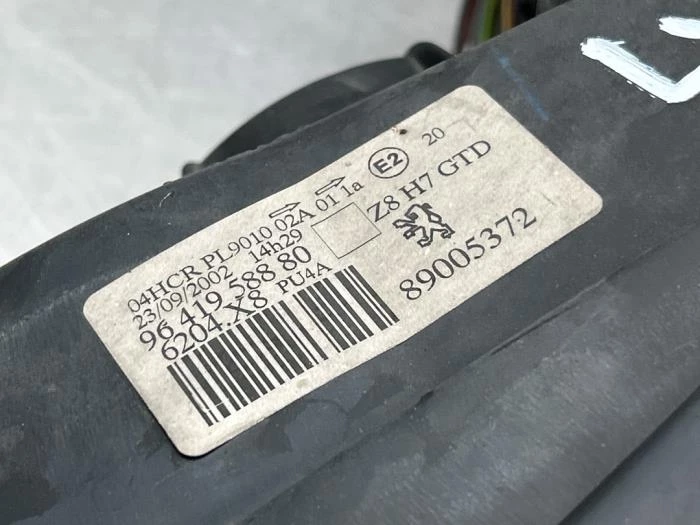 04HCR PL9010 02A 01 1a E2 20
23/09/2002 14h29
96 419 588 80
6204.X8 PU4A
Z8 H7 GTD
89005372